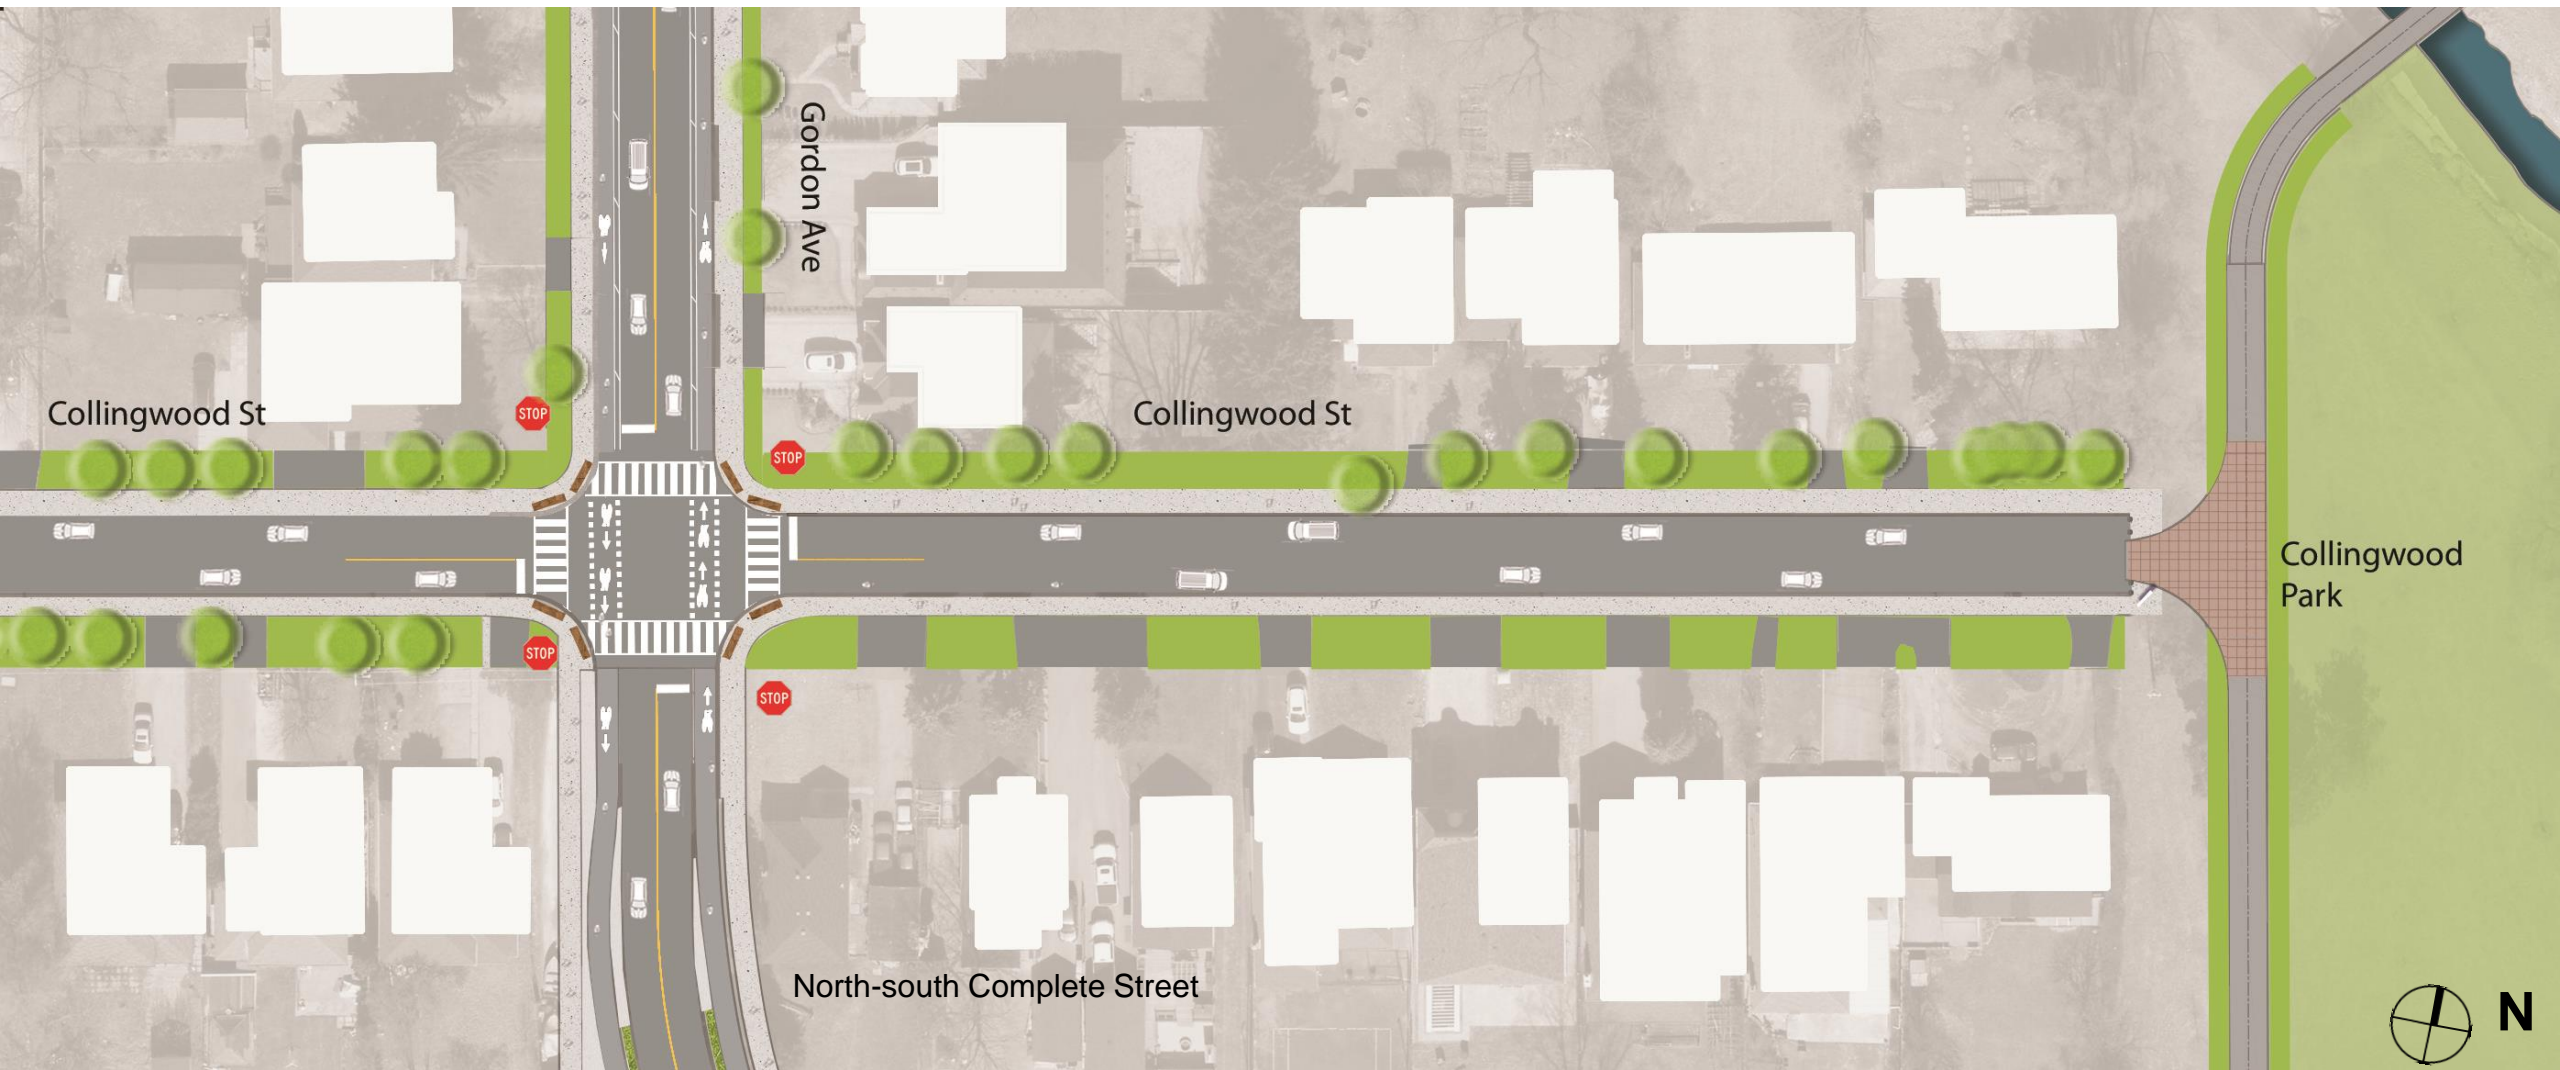 Gordon Ave
Collingwood St
STOP
Collingwood St
STOP
Collingwood
Park
STOP
STOP
North-south Complete Street
N